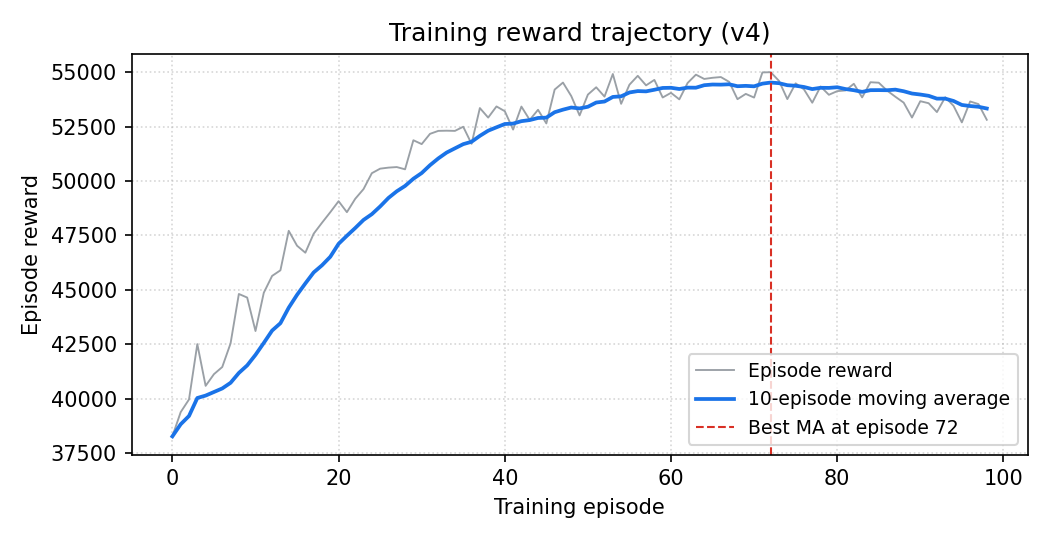 Training reward trajectory (v4)
Episode reward
55000
52500
50000
47500
45000
42500
40000
37500
0 20 40 60 80 100
Training episode
Episode reward
10-episode moving average
Best MA at episode 72